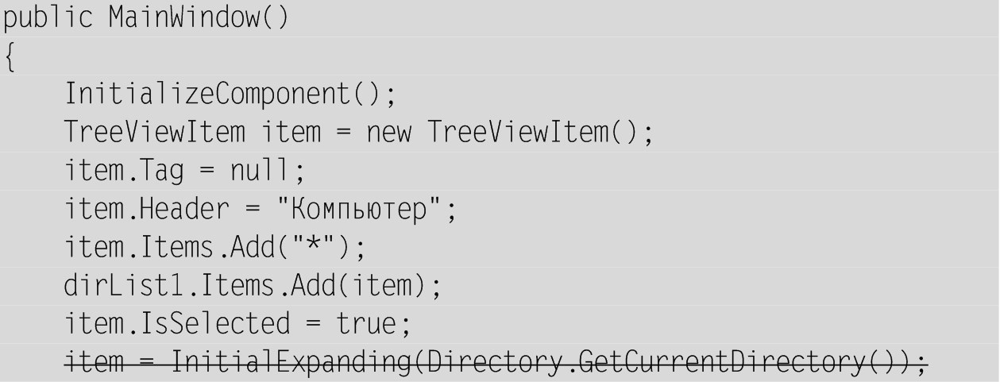 public MainWindow()
{
    InitializeComponent();
    TreeViewItem item = new TreeViewItem();
    item.Tag = null;
    item.Header = "Компьютер";
    item.Items.Add("*");
    dirList1.Items.Add(item);
    item.IsSelected = true;
    item = InitialExpanding(Directory.GetCurrentDirectory());